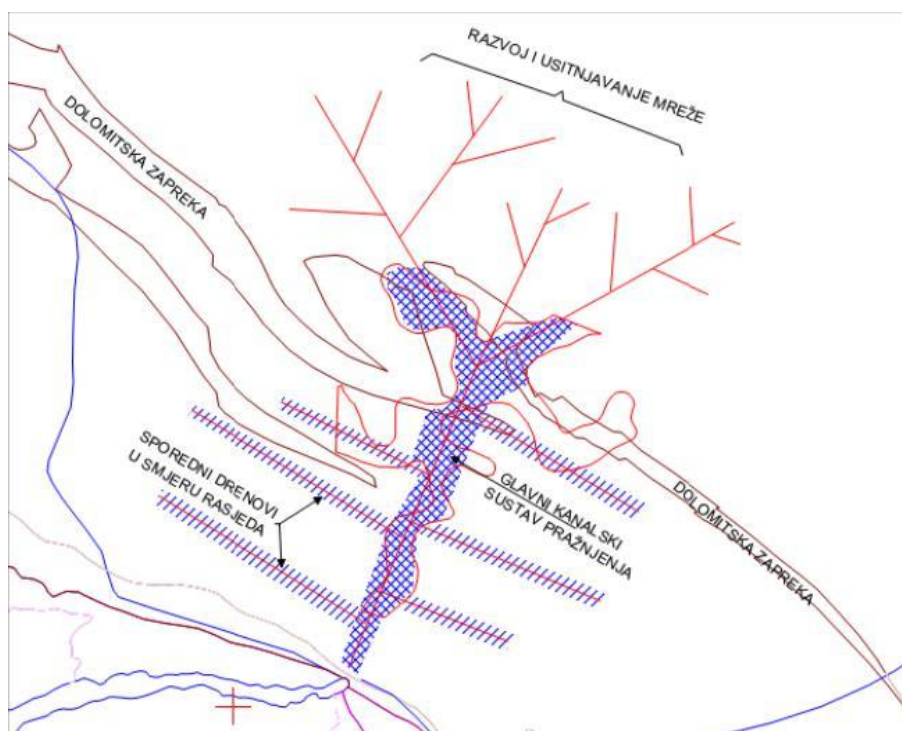 RAZVOJ I USITNJAVANJE MREŽE
DOLOMITSKA ZAPREKA
SPOREDNI DRENOVI
U SMJERU RASJEDA
GLAVNI KANALSKI
SUSTAV PRAŽNJENJA
DOLOMITSKA ZAPREKA